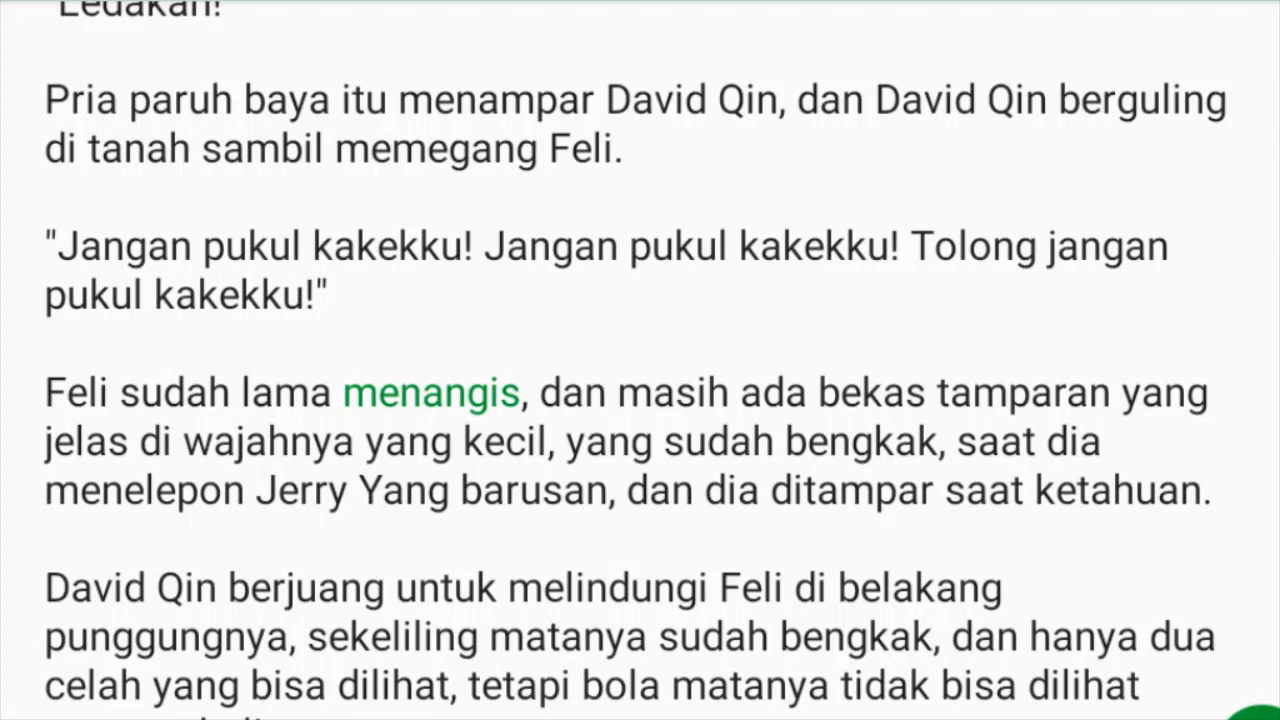 "Ledakan!
Pria paruh baya itu menampar David Qin, dan David Qin berguling
di tanah sambil memegang Feli.
"Jangan pukul kakekku! Jangan pukul kakekku! Tolong jangan
pukul kakekku!"
Feli sudah lama menangis, dan masih ada bekas tamparan yang
jelas di wajahnya yang kecil, yang sudah bengkak, saat dia
menelepon Jerry Yang barusan, dan dia ditampar saat ketahuan.
David Qin berjuang untuk melindungi Feli di belakang
punggungnya, sekeliling matanya sudah bengkak, dan hanya dua
celah yang bisa dilihat, tetapi bola matanya tidak bisa dilihat